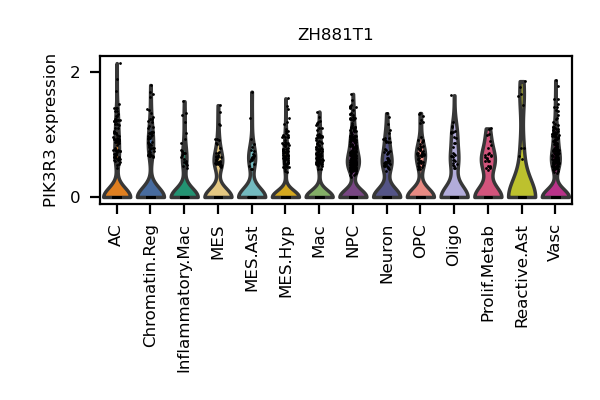 ZH881T1
PIK3R3 expression
2
0
AC
Chromatin.Reg
Inflammatory.Mac
MES
MES.Ast
MES.Hyp
Mac
NPC
Neuron
OPC
Oligo
Prolif.Metab
Reactive.Ast
Vasc